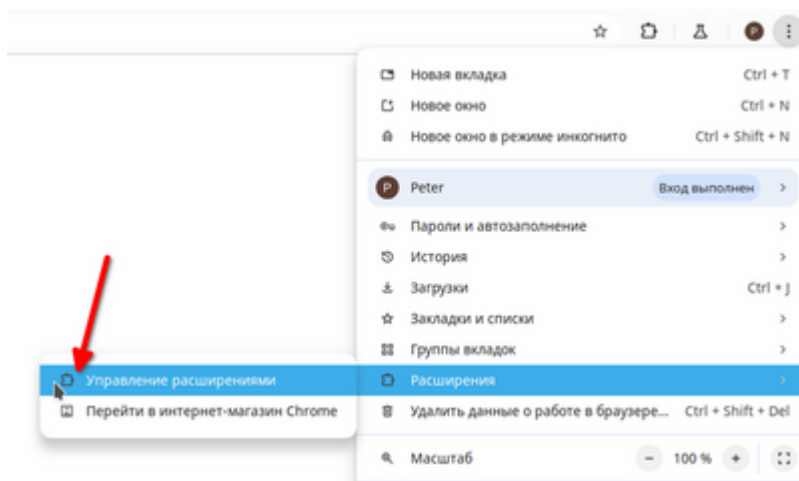 Новая вкладка Ctrl + T
Новое окно Ctrl + N
Новое окно в режиме инкогнито Ctrl + Shift + N
P Peter Вход выполнен
Пароли и автозаполнение
История
Загрузки Ctrl + J
Закладки и списки
Группы вкладок
Управление расширениями
Расширения
Перейти в интернет-магазин Chrome
Удалить данные о работе в браузере... Ctrl + Shift + Del
Масштаб - 100 % +